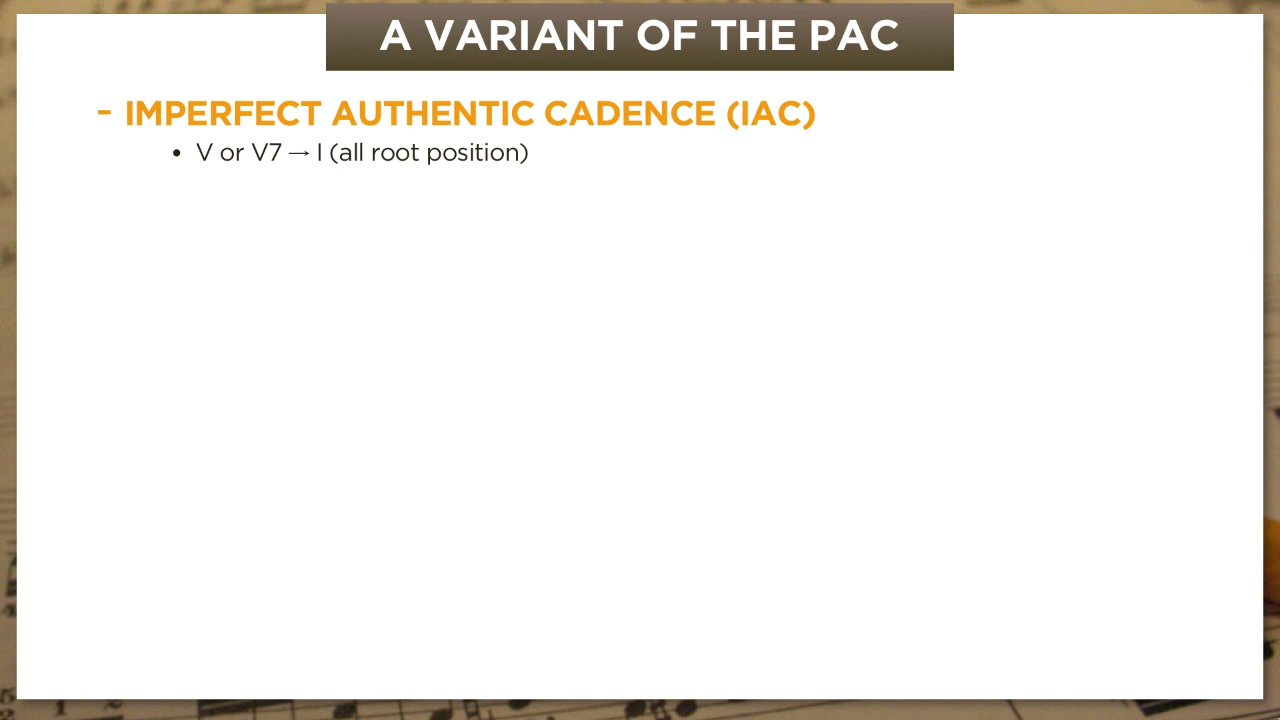 A VARIANT OF THE PAC
- IMPERFECT AUTHENTIC CADENCE (IAC)
• V or V7 → I (all root position)